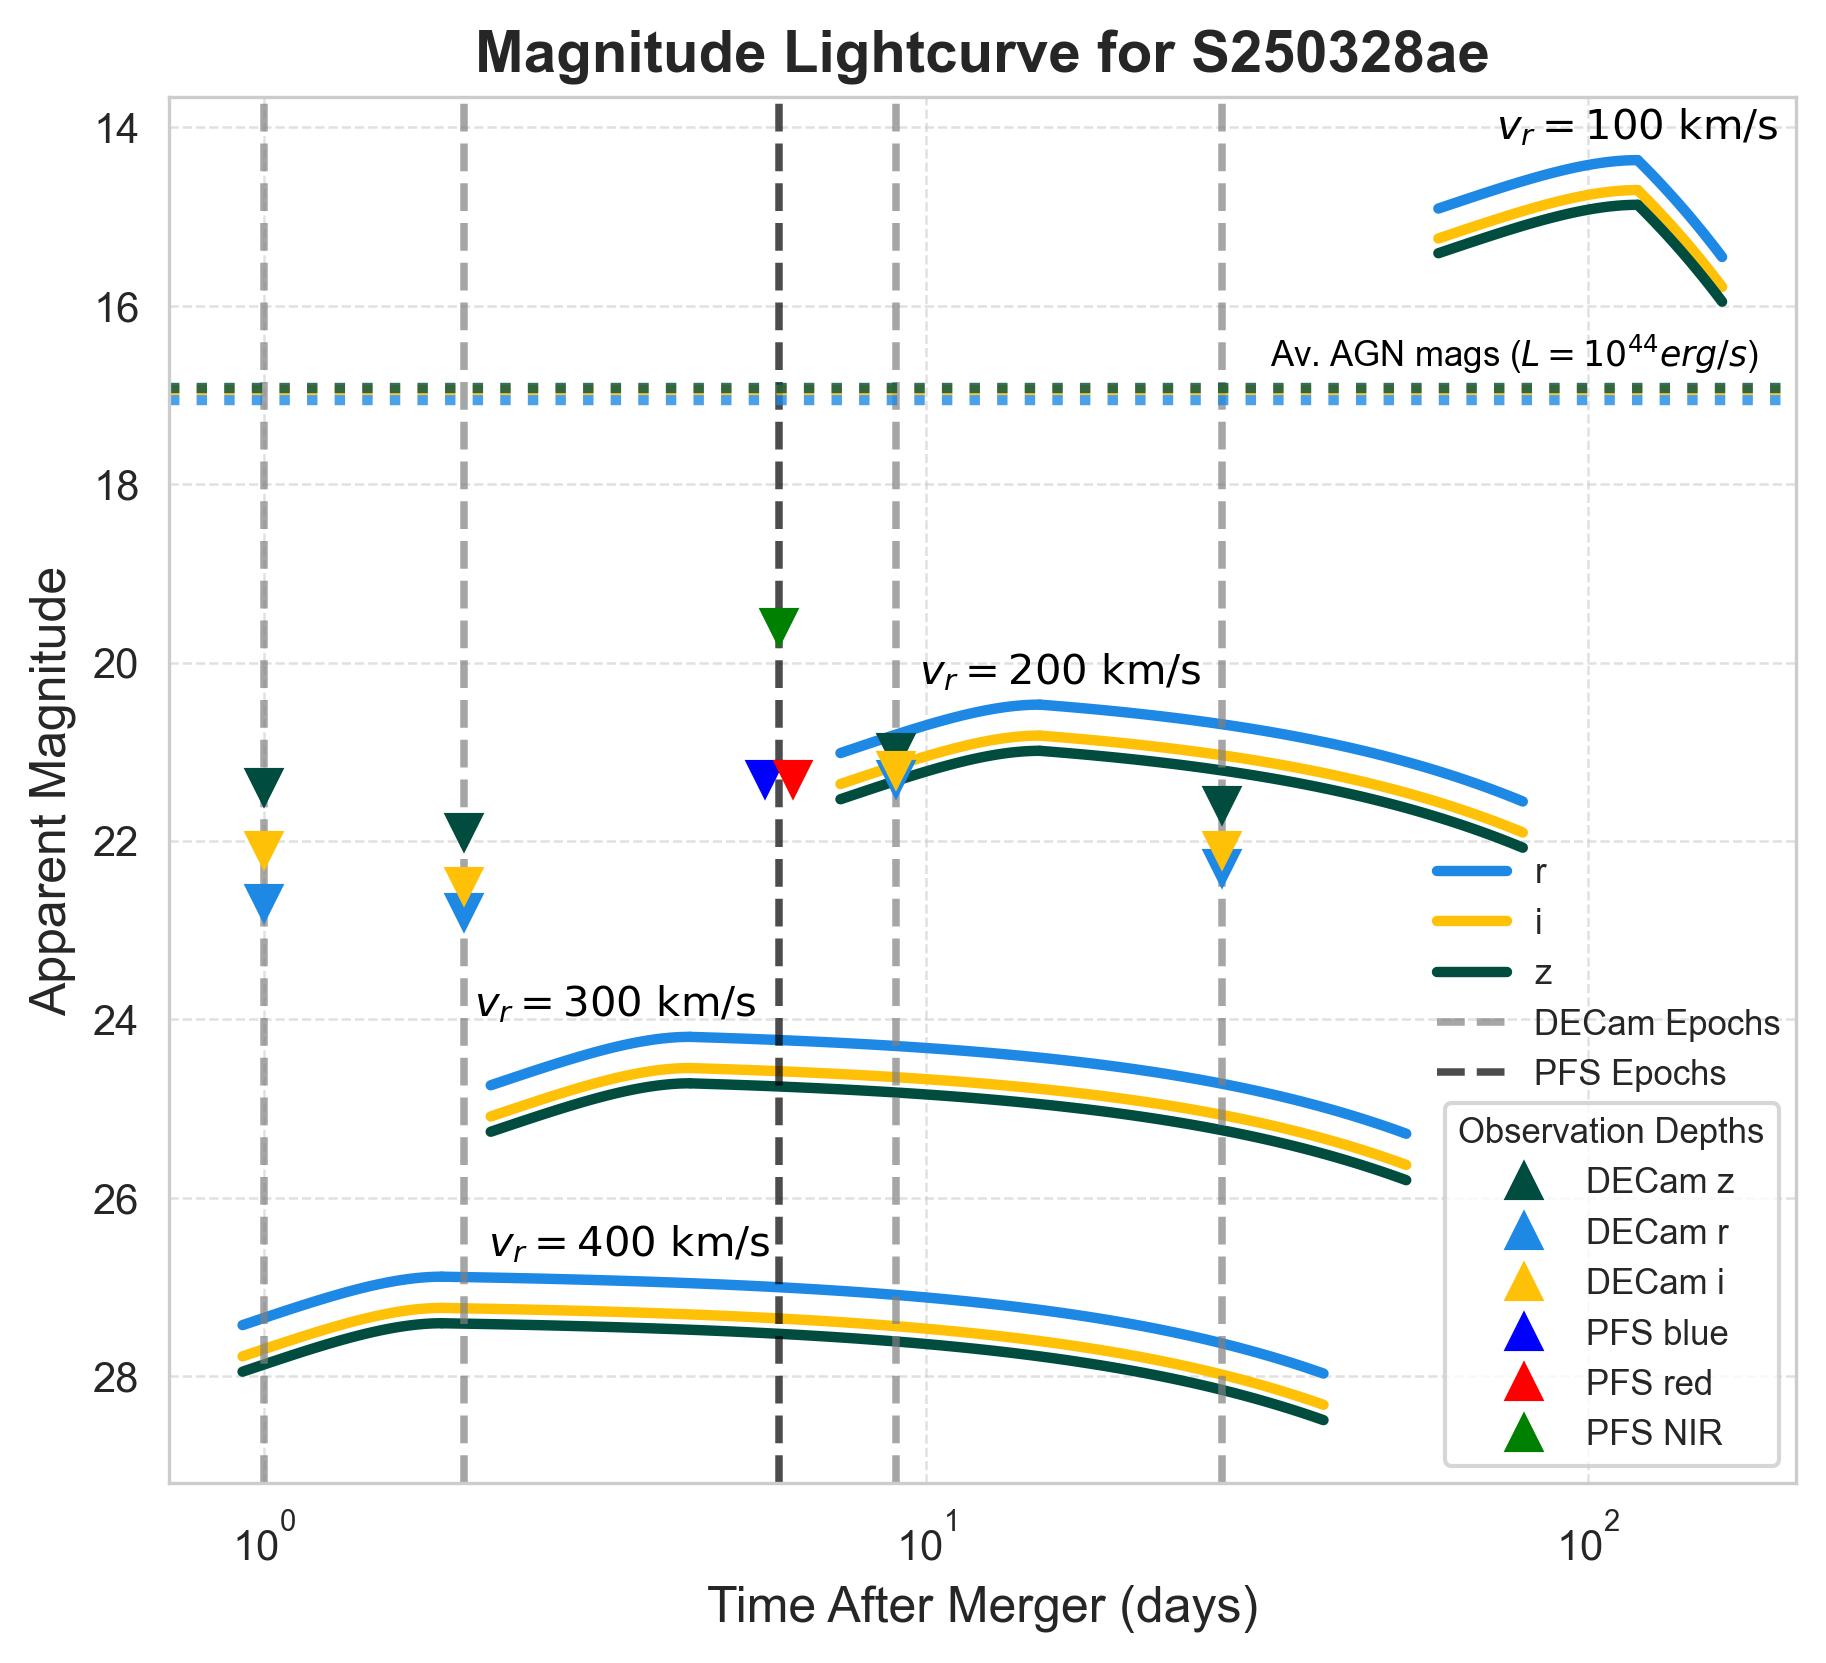 Magnitude Lightcurve for S250328ae
Apparent Magnitude
14
16
18
20
22
24
26
28
v_r = 100 km/s
Av. AGN mags (L = 10^44 erg/s)
v_r = 200 km/s
v_r = 300 km/s
v_r = 400 km/s
r
i
z
DECam Epochs
PFS Epochs
Observation Depths
DECam z
DECam r
DECam i
PFS blue
PFS red
PFS NIR
10^0
10^1
10^2
Time After Merger (days)